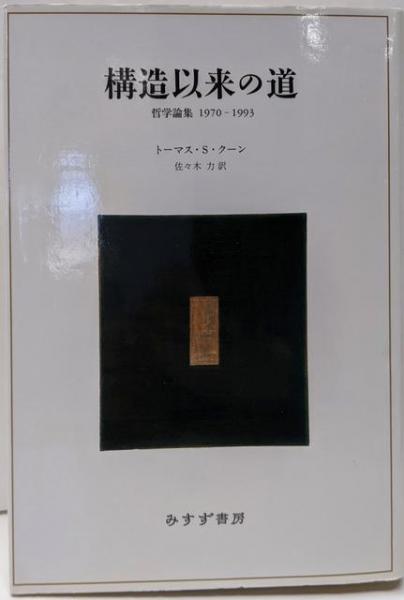 構造以来の道
哲学論集 1970–1993
トーマス・S・クーン
佐々木 力 訳
みすず書房